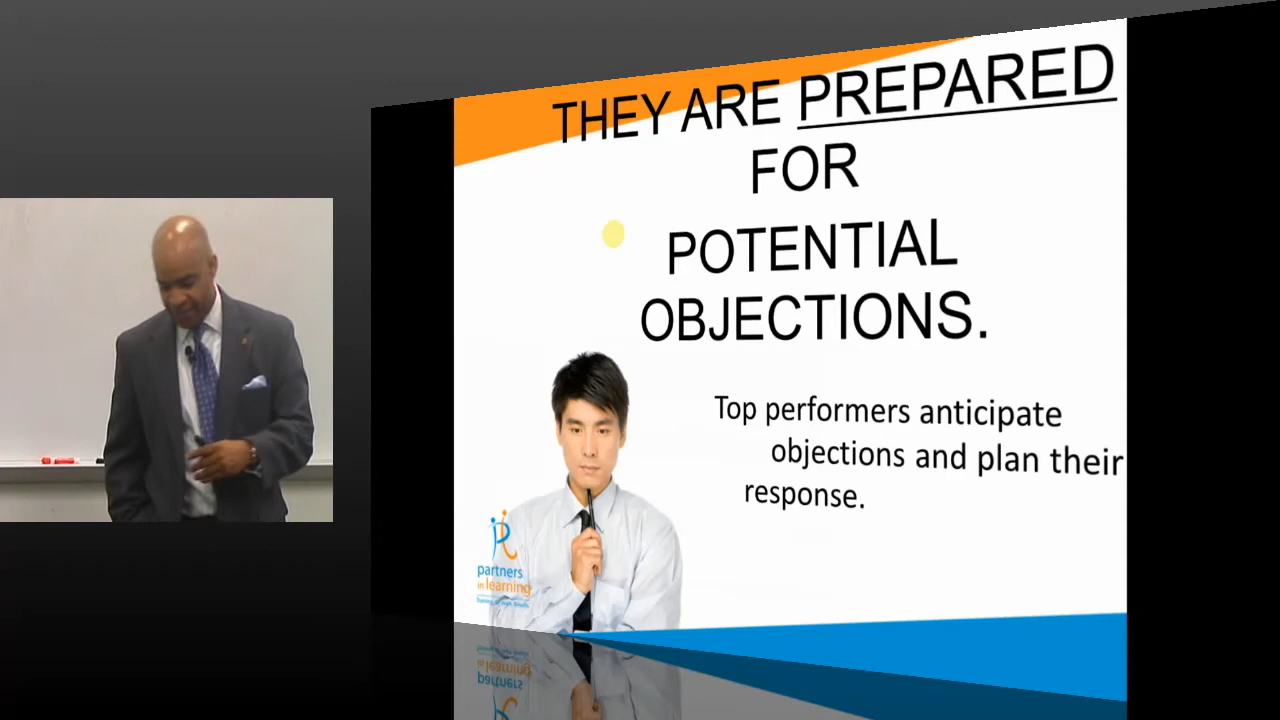 THEY ARE PREPARED
FOR
POTENTIAL
OBJECTIONS.
Top performers anticipate
objections and plan their
response.
partners
in learning